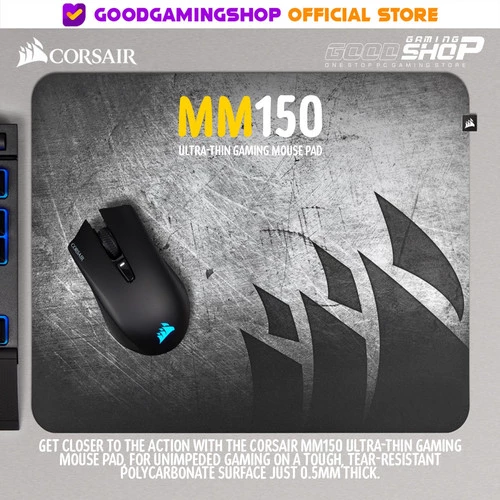 GOODGAMINGSHOP OFFICIAL STORE
CORSAIR
GAMING
GOOD SHOP
ONE STOP PC GAMING STORE
MM150
ULTRA-THIN GAMING MOUSE PAD
CORSAIR
GET CLOSER TO THE ACTION WITH THE CORSAIR MM150 ULTRA-THIN GAMING
MOUSE PAD, FOR UNIMPEDED GAMING ON A TOUGH, TEAR-RESISTANT
POLYCARBONATE SURFACE JUST 0.5MM THICK.